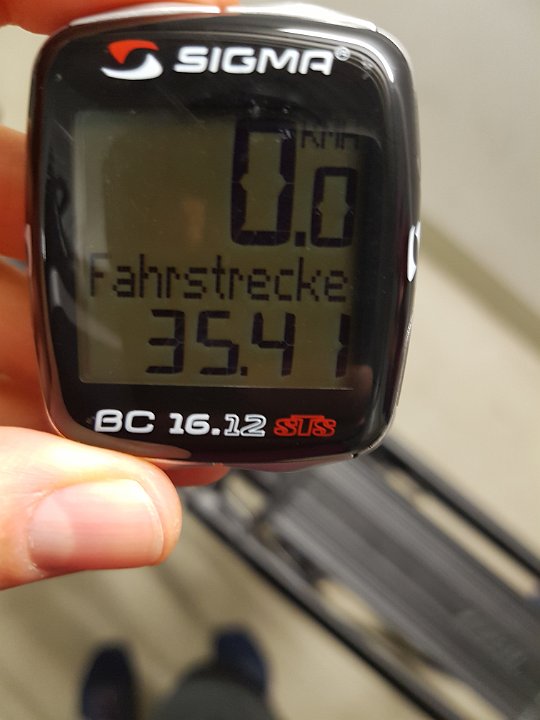 SIGMA®
KMH
0.0
Fahrstrecke
35.41
BC 16.12 STS